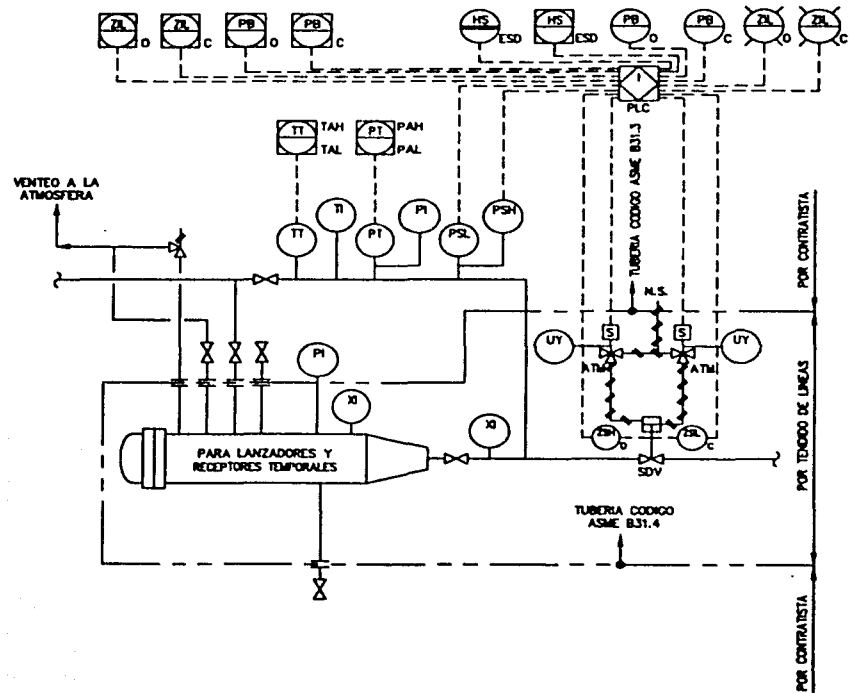 ZIL O
ZIL C
PB O
PB C
HS ESD
HS ESD
PB O
PB C
ZIL O
ZIL C
I
PLC
TT TAH
TAL
PT PAH
PAL
VENTEO A LA
ATMOSFERA
TT
TI
PT
PI
PSL
PSH
TUBERIA CODIGO ASME B31.3
POR CONTRATISTA
N.S.
S
S
UY
UY
ATM.
ATM.
PI
XI
XI
ZSH O
ZSL C
SDV
PARA LANZADORES Y
RECEPTORES TEMPORALES
POR TENDIDO DE LINEAS
TUBERIA CODIGO
ASME B31.4
POR CONTRATISTA